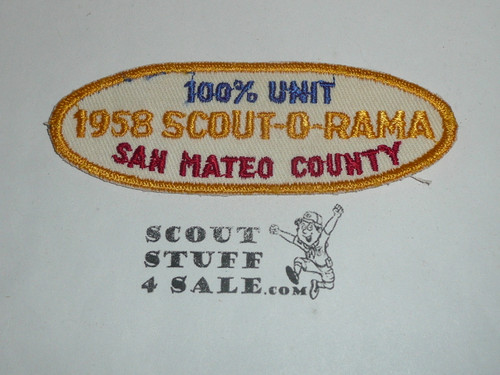 100% UNIT
1958 SCOUT-O-RAMA
SAN MATEO COUNTY
SCOUT
STUFF
4 SALE.COM